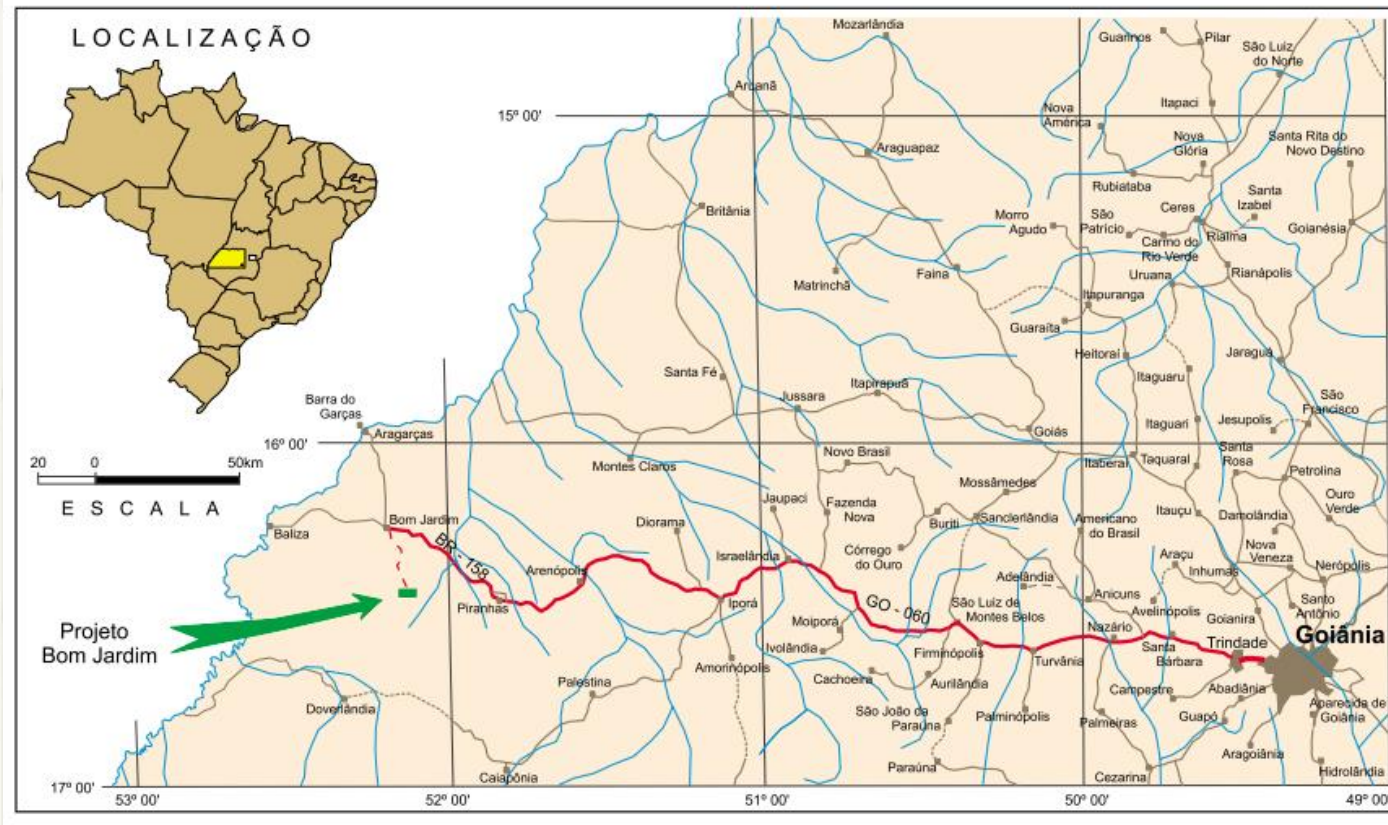 LOCALIZAÇÃO
Mozarlândia
Guarinos
Pilar
São Luiz
do Norte
Aruanã
15º 00'
Nova
América
Itapaci
Nova
Glória
Santa Rita do
Novo Destino
Araguapaz
Rubiataba
Santa
Izabel
Britânia
Morro
Agudo
São
Patrício
Ceres
Rialma
Goianésia
Carmo do
Rio Verde
Matrinchã
Faina
Uruana
Rianápolis
Itapuranga
Guaraíta
Heitoraí
Jaraguá
Santa Fé
Itapirapuã
Itaguaru
Jussara
São
Francisco
Barra do
Garças
Aragarças
Goiás
Itaguari
Jesupolis
16º 00'
Novo Brasil
Itaberaí
Taquaral
Santa
Rosa
Petrolina
20 0 50km
ESCALA
Montes Claros
Mossâmedes
Jaupaci
Fazenda
Nova
Buriti
Sanclerlândia
Americano
do Brasil
Itauçu
Damolândia
Ouro
Verde
Baliza
Bom Jardim
Diorama
BR - 158
Israelândia
Córrego
do Ouro
Araçu
Inhumas
Nova
Veneza
Nerópolis
Arenópolis
Adelândia
Piranhas
Iporá
GO - 060
São Luiz de
Montes Belos
Anicuns
Avelinópolis
Goianira
Santo
Antônio
Projeto
Bom Jardim
Moiporá
Ivolândia
Nazário
Trindade
Goiânia
Amorinópolis
Firminópolis
Turvânia
Santa
Bárbara
Cachoeira
Aurilândia
Campestre
Abadiânia
Palestina
Doverlândia
São João da
Paraúna
Palminópolis
Palmeiras
Guapó
Aparecida de
Goiânia
Aragoiânia
Caiapônia
Paraúna
Cezarina
Hidrolândia
17º 00'
53º 00'
52º 00'
51º 00'
50º 00'
49º 00'